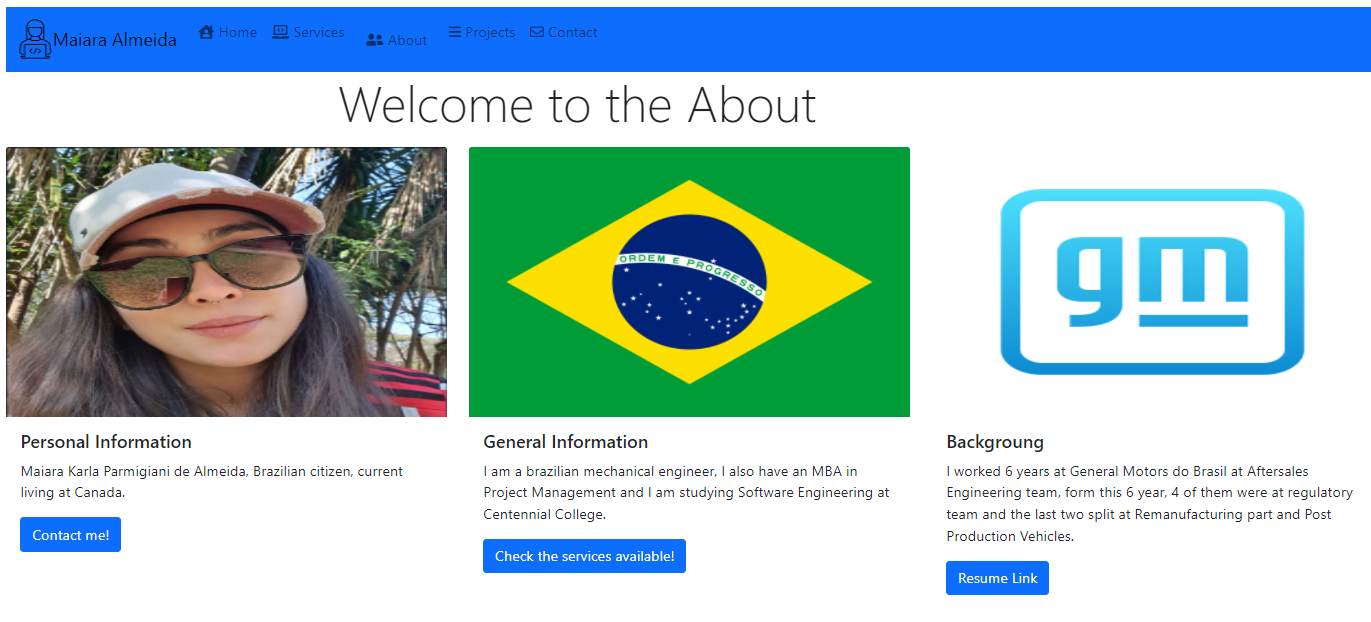 Maiara Almeida Home Services About Projects Contact
Welcome to the About
ORDEM E PROGRESSO
gm
Personal Information
Maiara Karla Parmigiani de Almeida, Brazilian citizen, current
living at Canada.
Contact me!
General Information
I am a brazilian mechanical engineer, I also have an MBA in
Project Management and I am studying Software Engineering at
Centennial College.
Check the services available!
Backgroung
I worked 6 years at General Motors do Brasil at Aftersales
Engineering team, form this 6 year, 4 of them were at regulatory
team and the last two split at Remanufacturing part and Post
Production Vehicles.
Resume Link